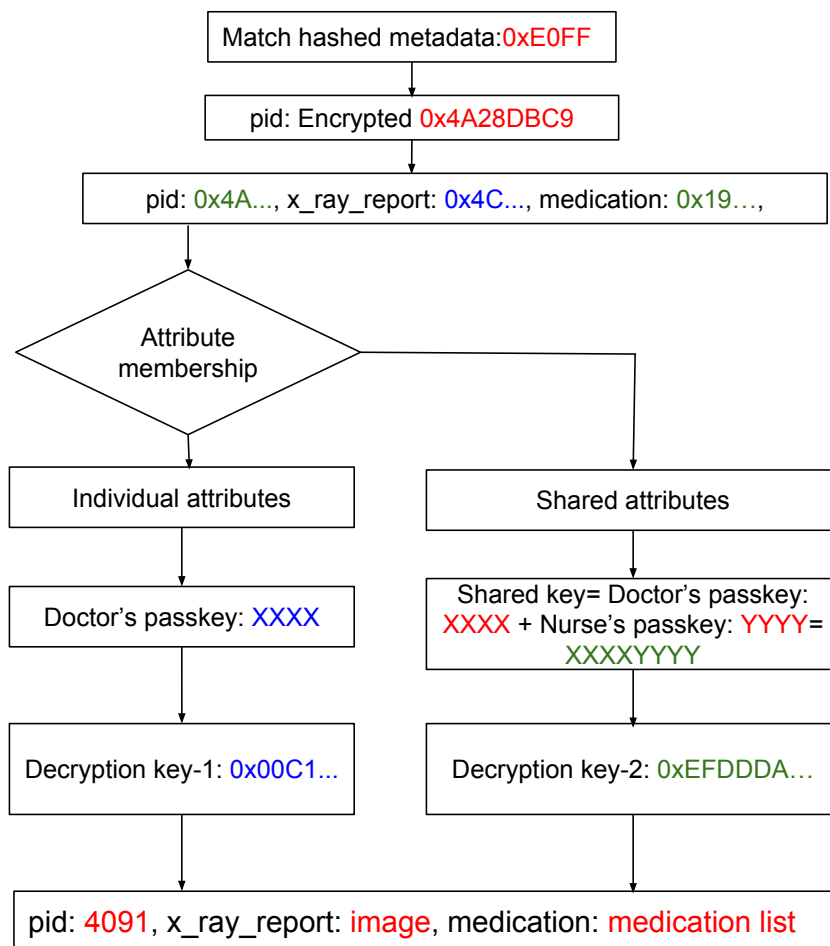 Match hashed metadata:0xE0FF
pid: Encrypted 0x4A28DBC9
pid: 0x4A..., x_ray_report: 0x4C..., medication: 0x19...,
Attribute
membership
Individual attributes
Shared attributes
Doctor's passkey: XXXX
Shared key= Doctor's passkey:
XXXX + Nurse's passkey: YYYY=
XXXXYYYY
Decryption key-1: 0x00C1...
Decryption key-2: 0xEFDDDA...
pid: 4091, x_ray_report: image, medication: medication list